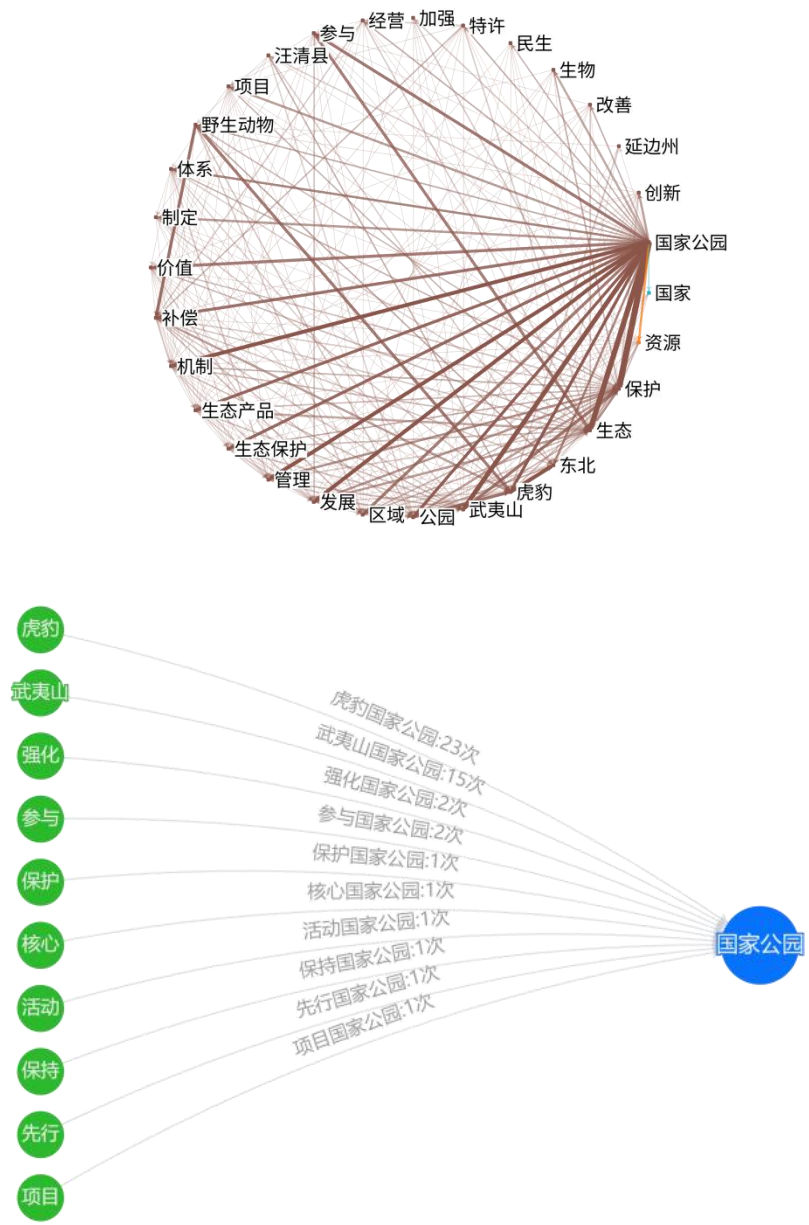 加强
经营
特许
参与
民生
汪清县
生物
项目
改善
野生动物
延边州
体系
创新
制定
国家公园
价值
国家
补偿
资源
机制
保护
生态产品
生态
生态保护
东北
管理
虎豹
发展
武夷山
区域
公园
虎豹
武夷山
强化
参与
保护
核心
活动
保持
先行
项目
虎豹国家公园:23次
武夷山国家公园:15次
强化国家公园:2次
参与国家公园:2次
保护国家公园:1次
核心国家公园:1次
活动国家公园:1次
保持国家公园:1次
先行国家公园:1次
项目国家公园:1次
国家公园